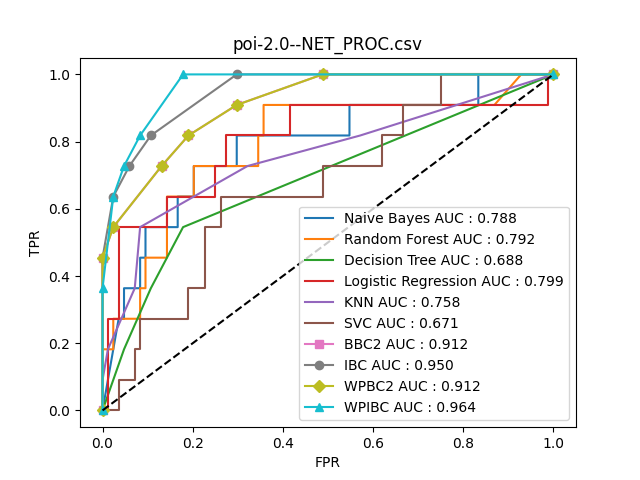 poi-2.0--NET_PROC.csv
1.0
0.8
0.6
0.4
0.2
0.0
TPR
Naive Bayes AUC : 0.788
Random Forest AUC : 0.792
Decision Tree AUC : 0.688
Logistic Regression AUC : 0.799
KNN AUC : 0.758
SVC AUC : 0.671
BBC2 AUC : 0.912
IBC AUC : 0.950
WPBC2 AUC : 0.912
WPIBC AUC : 0.964
0.0 0.2 0.4 0.6 0.8 1.0
FPR